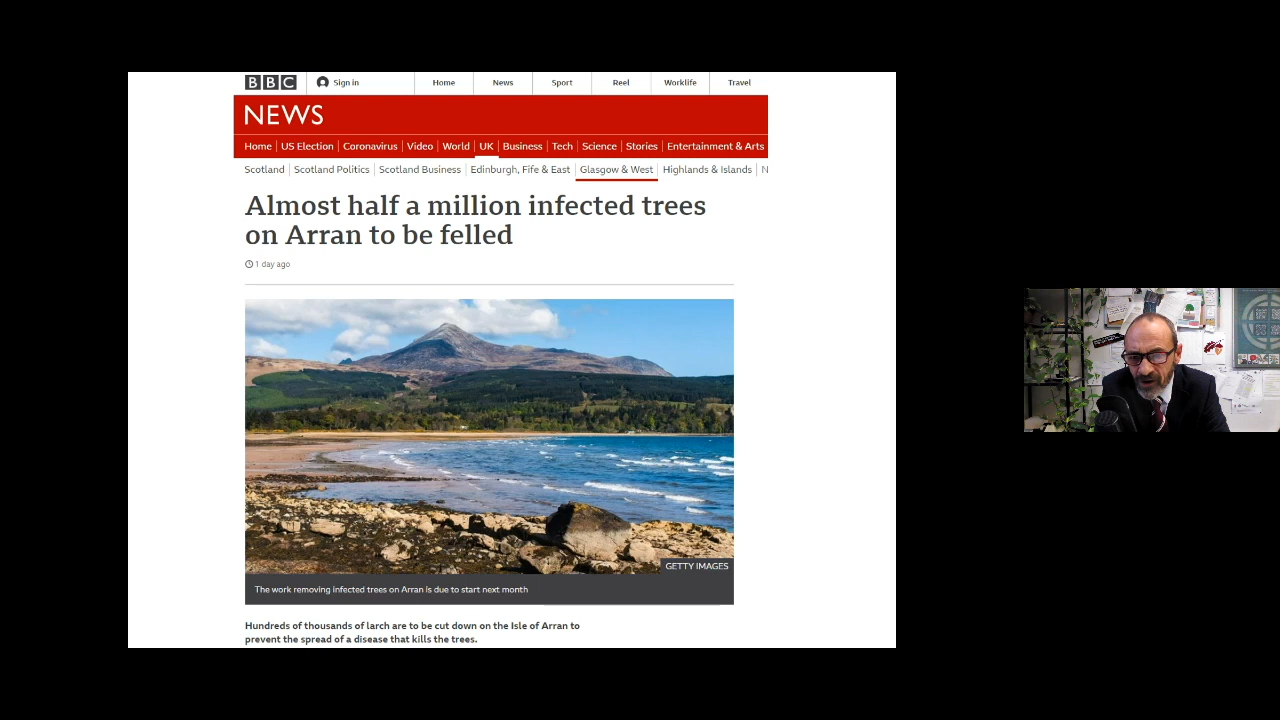 BBC Sign in Home News Sport Reel Worklife Travel
NEWS
Home US Election Coronavirus Video World UK Business Tech Science Stories Entertainment & Arts
Scotland Scotland Politics Scotland Business Edinburgh, Fife & East Glasgow & West Highlands & Islands N
Almost half a million infected trees
on Arran to be felled
1 day ago
GETTY IMAGES
The work removing infected trees on Arran is due to start next month
Hundreds of thousands of larch are to be cut down on the Isle of Arran to
prevent the spread of a disease that kills the trees.